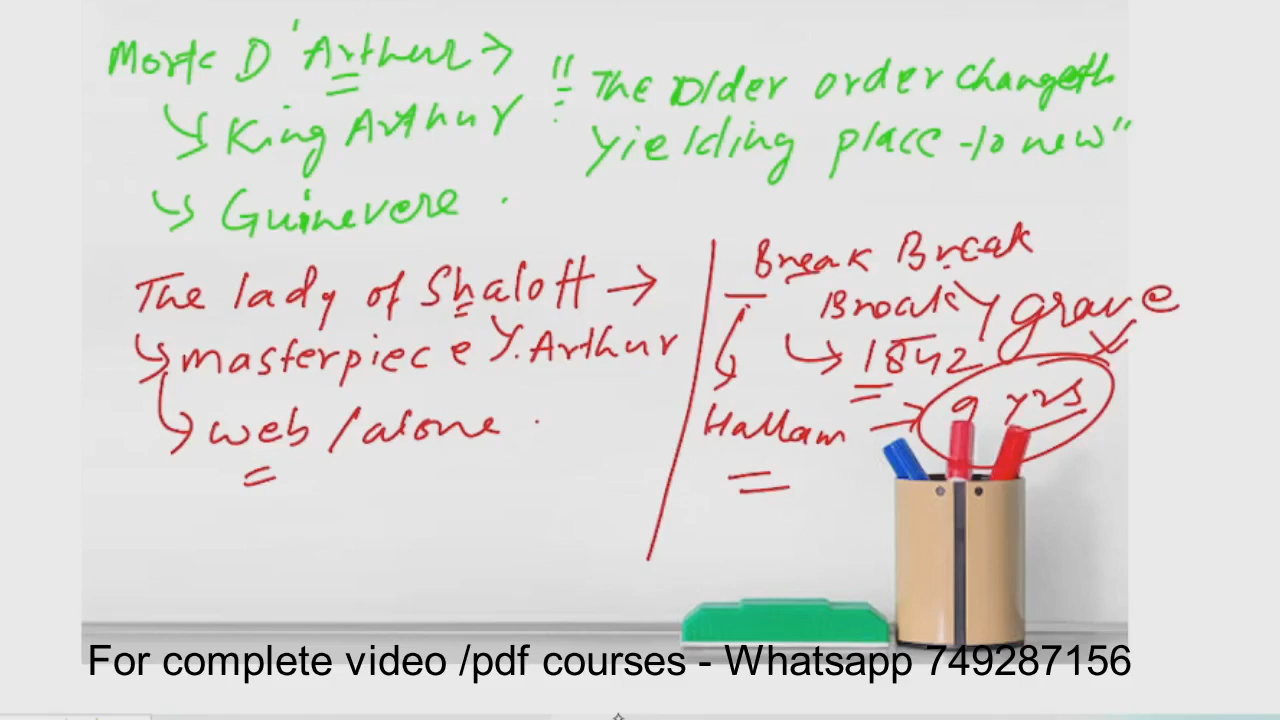 Morte D'Arthur →
"The Older order changeth
yielding place to new"
↳ King Arthur
↳ Guinevere.
The lady of Shalott →
↳ masterpiece Y. Arthur
↳ web / alone.
Break Break
Break grave
↳ 1842
Hallam → 9 yrs
For complete video /pdf courses - Whatsapp 749287156